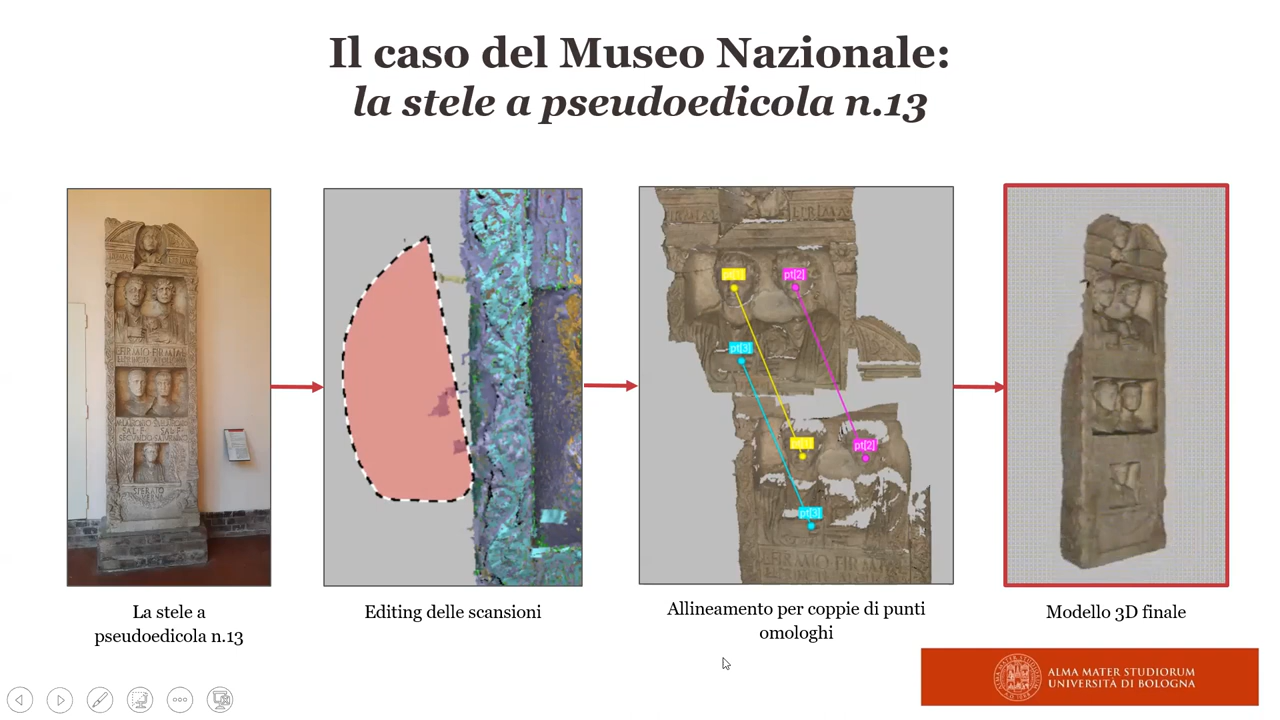 Il caso del Museo Nazionale:
la stele a pseudoedicola n.13
pt[1]
pt[2]
pt[3]
pt[1]
pt[2]
pt[3]
La stele a
pseudoedicola n.13
Editing delle scansioni
Allineamento per coppie di punti
omologhi
Modello 3D finale
ALMA MATER STUDIORUM
UNIVERSITÀ DI BOLOGNA